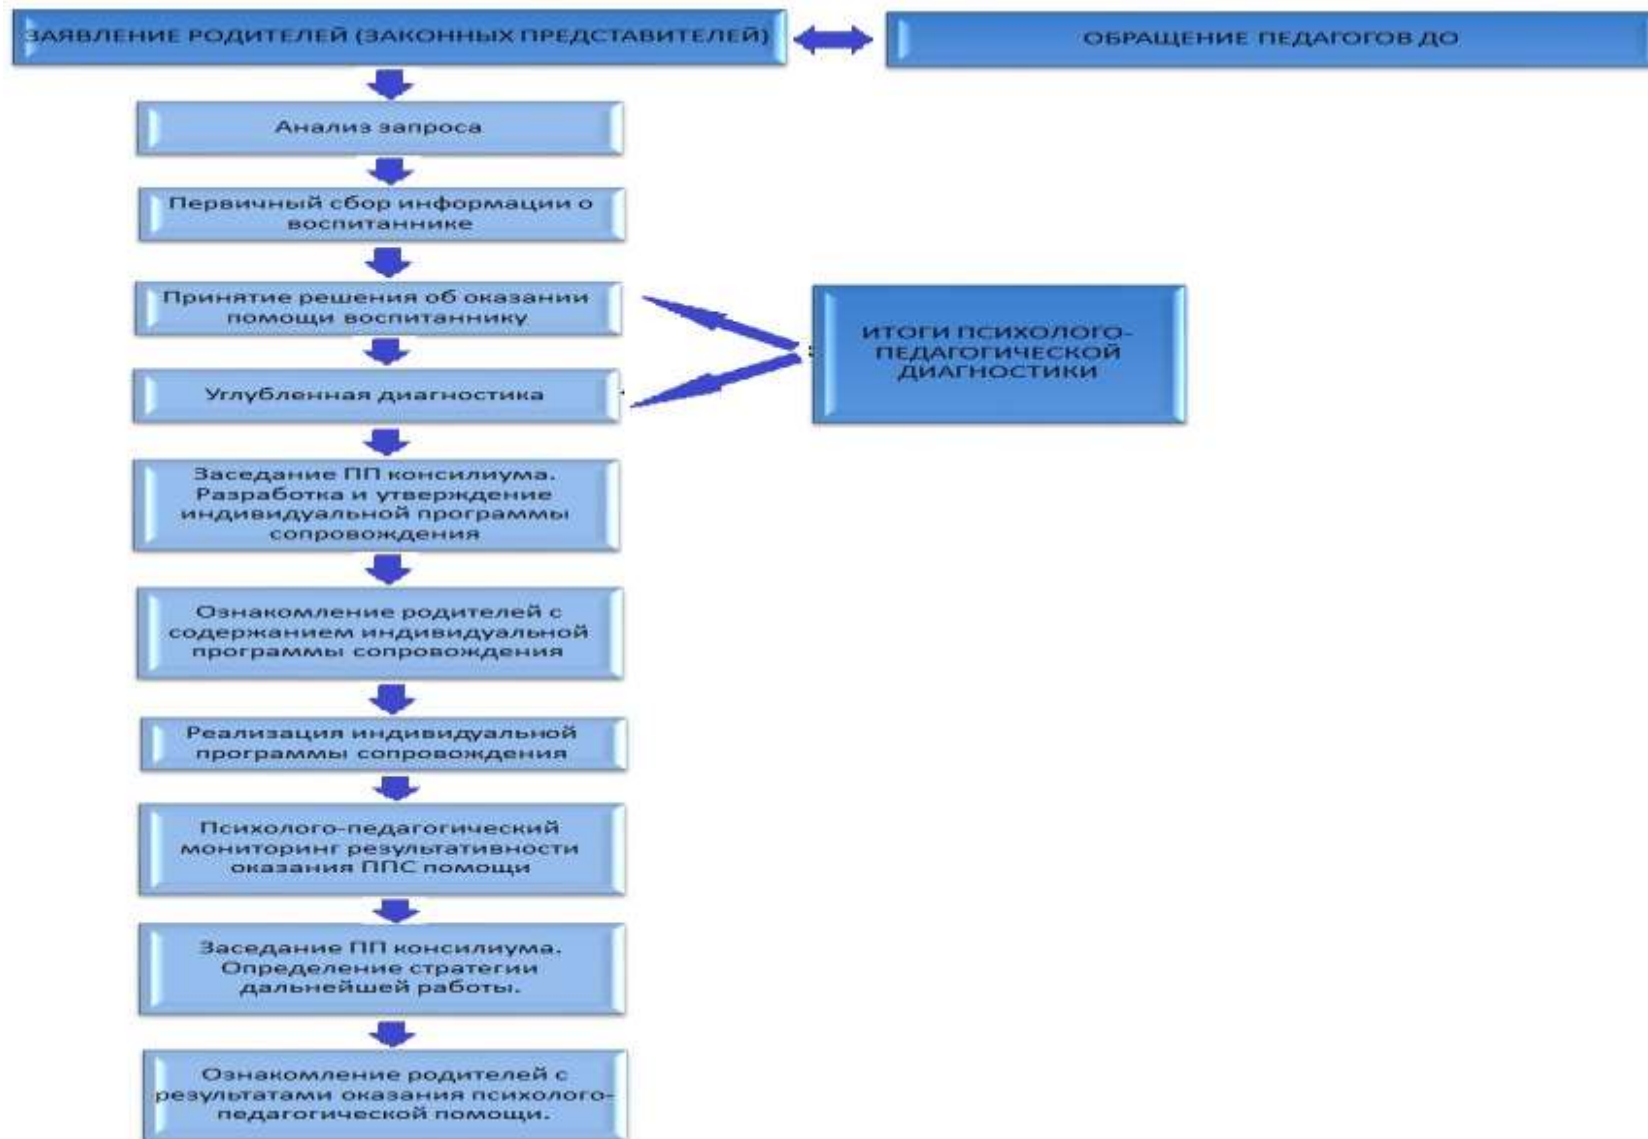 ЗАЯВЛЕНИЕ РОДИТЕЛЕЙ (ЗАКОННЫХ ПРЕДСТАВИТЕЛЕЙ)
ОБРАЩЕНИЕ ПЕДАГОГОВ ДО
Анализ запроса
Первичный сбор информации о
воспитаннике
Принятие решения об оказании
помощи воспитаннику
ИТОГИ ПСИХОЛОГО-
ПЕДАГОГИЧЕСКОЙ
ДИАГНОСТИКИ
Углубленная диагностика
Заседание ПП консилиума.
Разработка и утверждение
индивидуальной программы
сопровождения
Ознакомление родителей с
содержанием индивидуальной
программы сопровождения
Реализация индивидуальной
программы сопровождения
Психолого-педагогический
мониторинг результативности
оказания ППС помощи
Заседание ПП консилиума.
Определение стратегии
дальнейшей работы.
Ознакомление родителей с
результатами оказания психолого-
педагогической помощи.